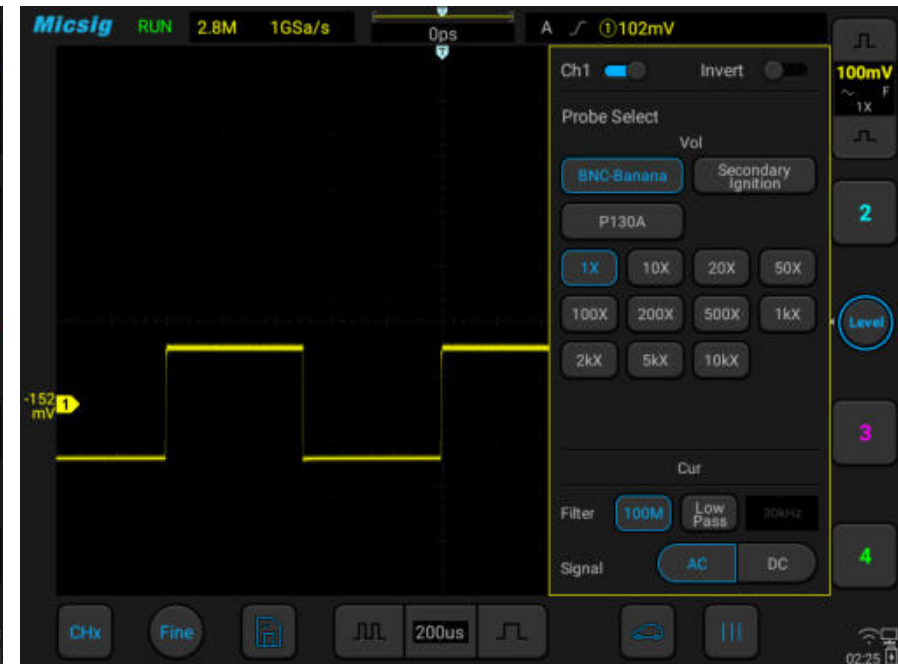 Micsig RUN 2.8M 1GSa/s 0ps A ①102mV
T
Ch1 Invert
100mV
F
1X
Probe Select
Vol
BNC-Banana Secondary Ignition
P130A
2
1X 10X 20X 50X
100X 200X 500X 1kX
Level
2kX 5kX 10kX
-152 mV 1
3
Cur
Filter 100M Low Pass 30kHz
Signal AC DC
4
CHx Fine 200us
02:25